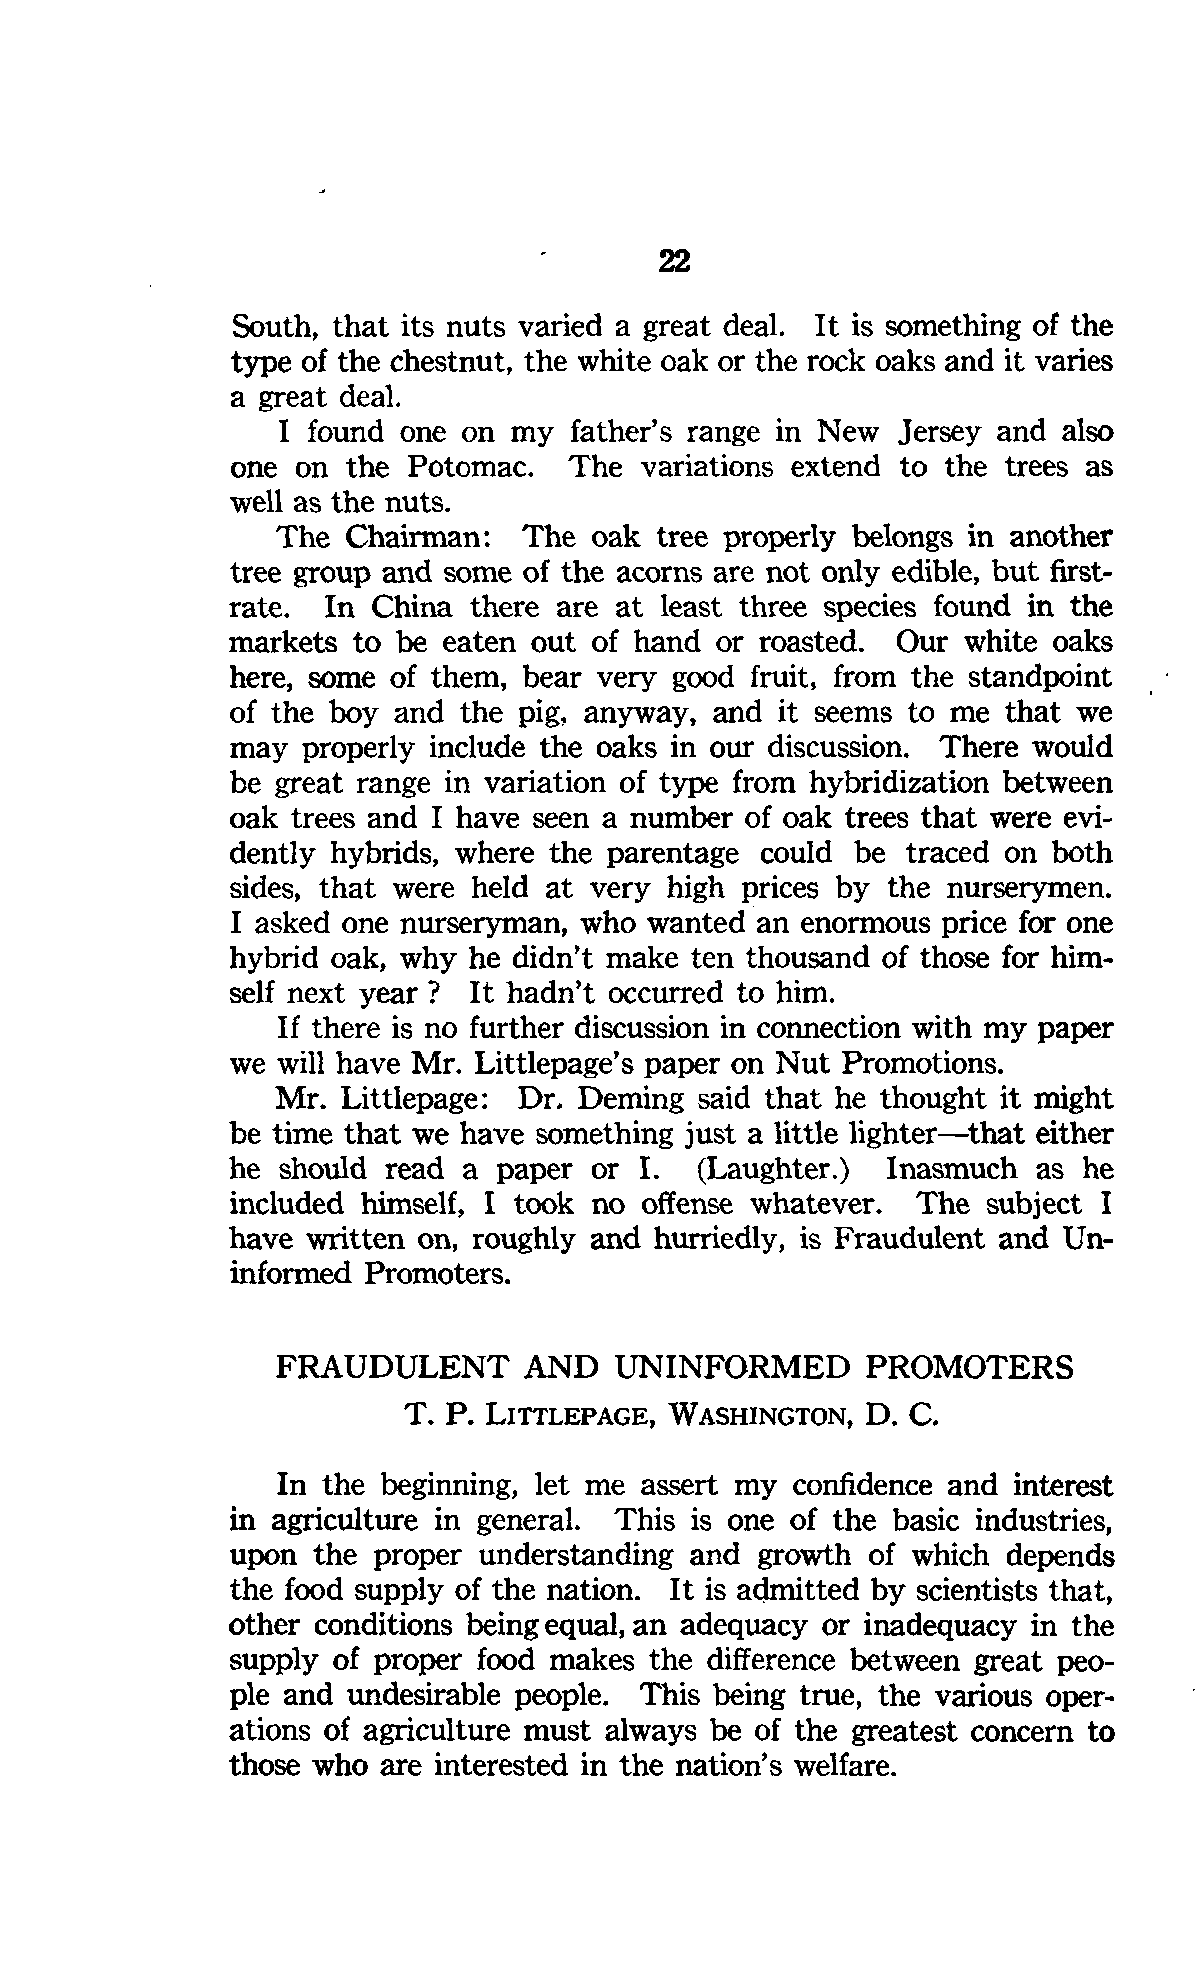 22
South, that its nuts varied a great deal. It is something of the
type of the chestnut, the white oak or the rock oaks and it varies
a great deal.
I found one on my father's range in New Jersey and also
one on the Potomac. The variations extend to the trees as
well as the nuts.
The Chairman: The oak tree properly belongs in another
tree group and some of the acorns are not only edible, but first-
rate. In China there are at least three species found in the
markets to be eaten out of hand or roasted. Our white oaks
here, some of them, bear very good fruit, from the standpoint
of the boy and the pig, anyway, and it seems to me that we
may properly include the oaks in our discussion. There would
be great range in variation of type from hybridization between
oak trees and I have seen a number of oak trees that were evi-
dently hybrids, where the parentage could be traced on both
sides, that were held at very high prices by the nurserymen.
I asked one nurseryman, who wanted an enormous price for one
hybrid oak, why he didn't make ten thousand of those for him-
self next year ? It hadn't occurred to him.
If there is no further discussion in connection with my paper
we will have Mr. Littlepage's paper on Nut Promotions.
Mr. Littlepage: Dr. Deming said that he thought it might
be time that we have something just a little lighter—that either
he should read a paper or I. (Laughter.) Inasmuch as he
included himself, I took no offense whatever. The subject I
have written on, roughly and hurriedly, is Fraudulent and Un-
informed Promoters.
FRAUDULENT AND UNINFORMED PROMOTERS
T. P. LITTLEPAGE, WASHINGTON, D. C.
In the beginning, let me assert my confidence and interest
in agriculture in general. This is one of the basic industries,
upon the proper understanding and growth of which depends
the food supply of the nation. It is admitted by scientists that,
other conditions being equal, an adequacy or inadequacy in the
supply of proper food makes the difference between great peo-
ple and undesirable people. This being true, the various oper-
ations of agriculture must always be of the greatest concern to
those who are interested in the nation's welfare.